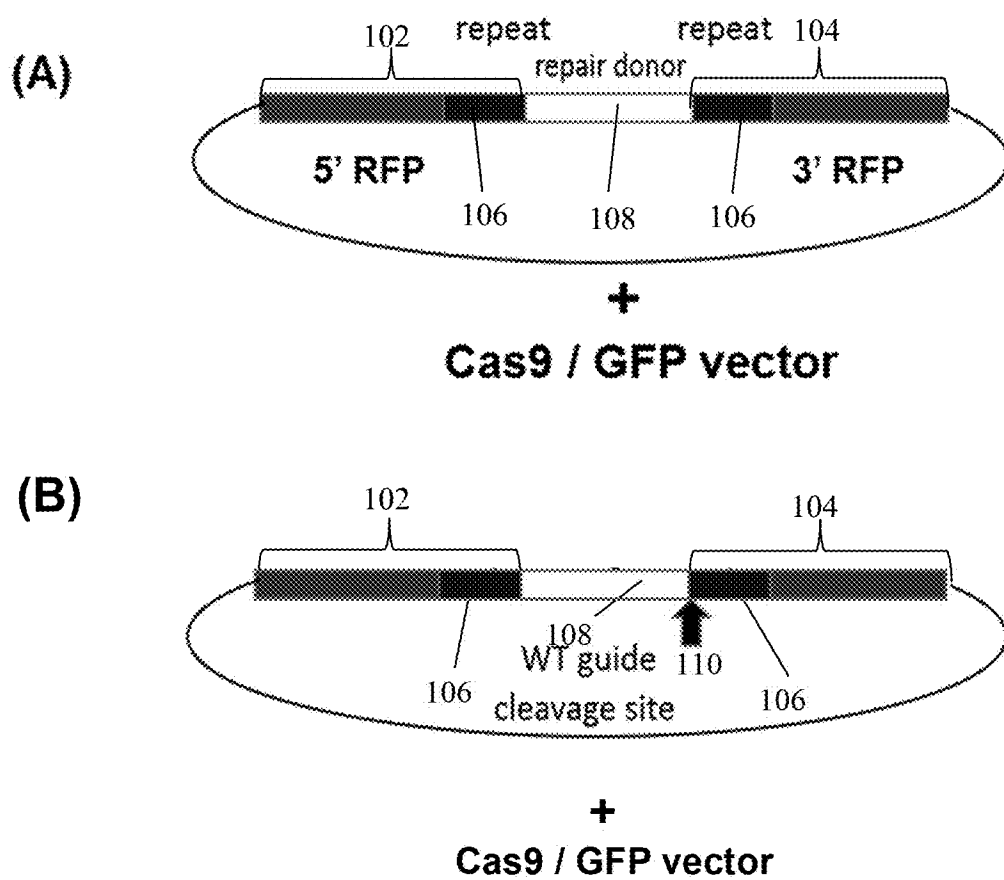 (A)
102 repeat repeat 104
repair donor
5' RFP 3' RFP
106 108 106
+
Cas9 / GFP vector
(B)
102 104
108
WT guide 110
106 cleavage site 106
+
Cas9 / GFP vector